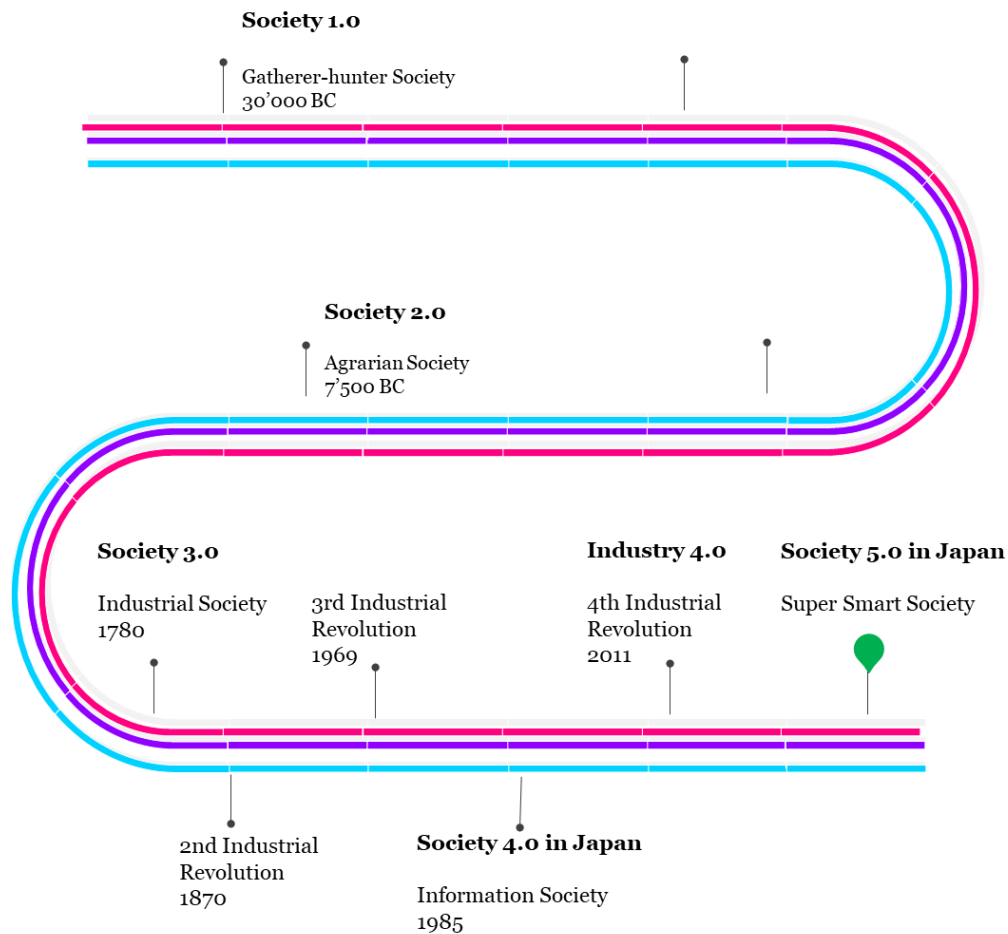 Society 1.0
Gatherer-hunter Society
30’000 BC
Society 2.0
Agrarian Society
7’500 BC
Society 3.0
Industrial Society
1780
3rd Industrial
Revolution
1969
Industry 4.0
4th Industrial
Revolution
2011
Society 5.0 in Japan
Super Smart Society
2nd Industrial
Revolution
1870
Society 4.0 in Japan
Information Society
1985